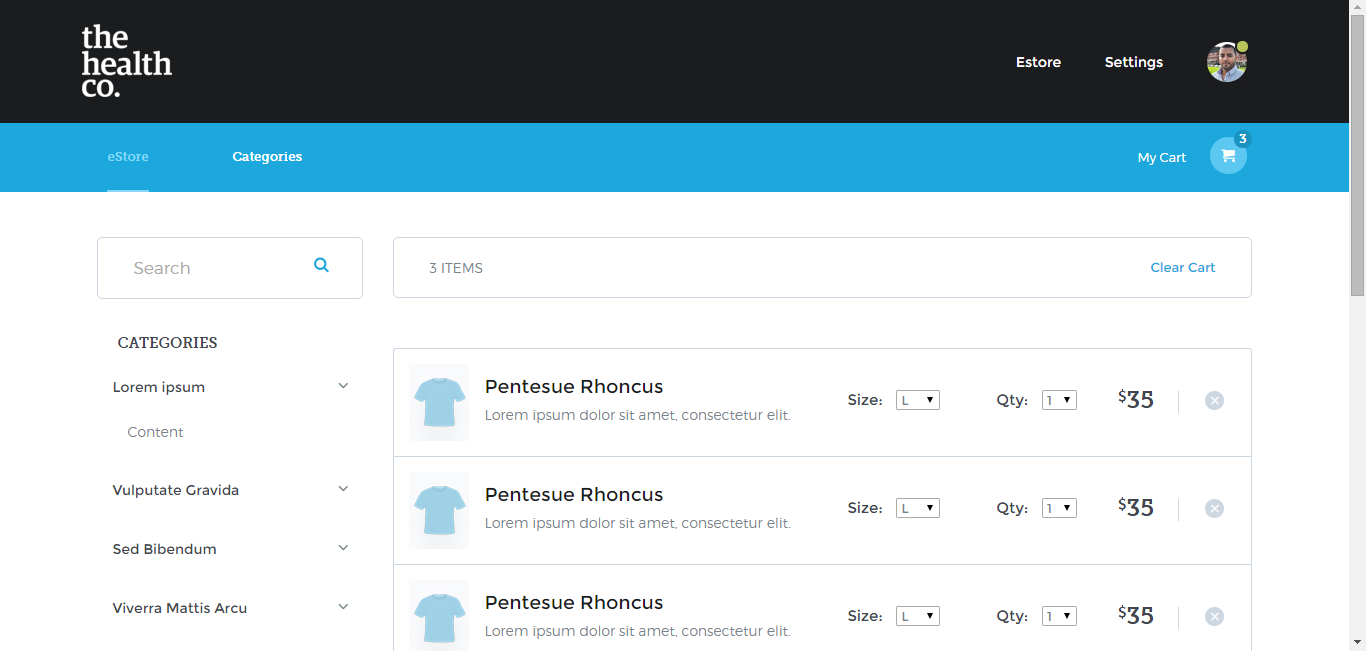 the
health
co.
Estore
Settings
eStore
Categories
My Cart
3
Search
3 ITEMS
Clear Cart
CATEGORIES
Lorem ipsum
Content
Vulputate Gravida
Sed Bibendum
Viverra Mattis Arcu
Pentesue Rhoncus
Lorem ipsum dolor sit amet, consectetur elit.
Size: L
Qty: 1
$35
Pentesue Rhoncus
Lorem ipsum dolor sit amet, consectetur elit.
Size: L
Qty: 1
$35
Pentesue Rhoncus
Lorem ipsum dolor sit amet, consectetur elit.
Size: L
Qty: 1
$35